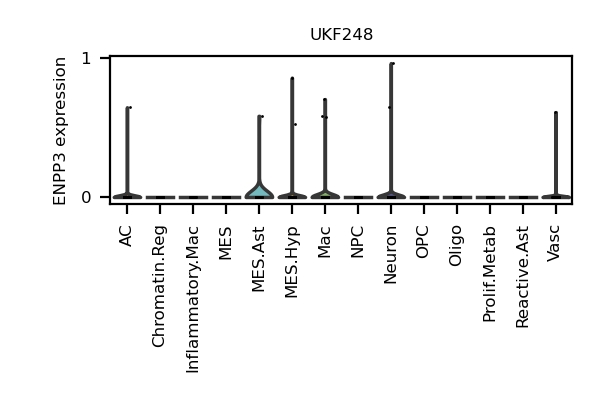 UKF248
ENPP3 expression
1
0
AC
Chromatin.Reg
Inflammatory.Mac
MES
MES.Ast
MES.Hyp
Mac
NPC
Neuron
OPC
Oligo
Prolif.Metab
Reactive.Ast
Vasc